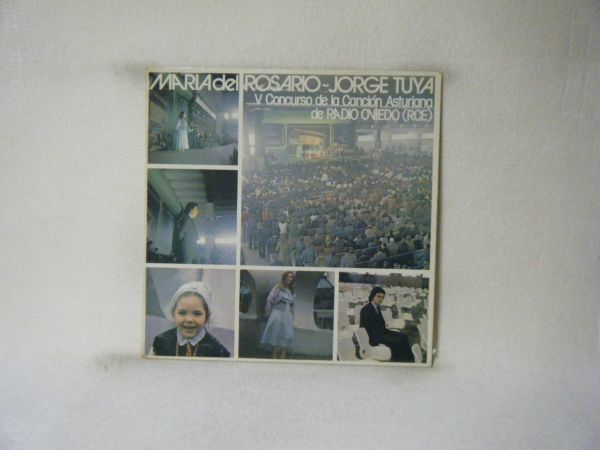 MARIA del ROSARIO - JORGE TUYA
V Concurso de la Canción Asturiana
de RADIO OVIEDO (RCE)